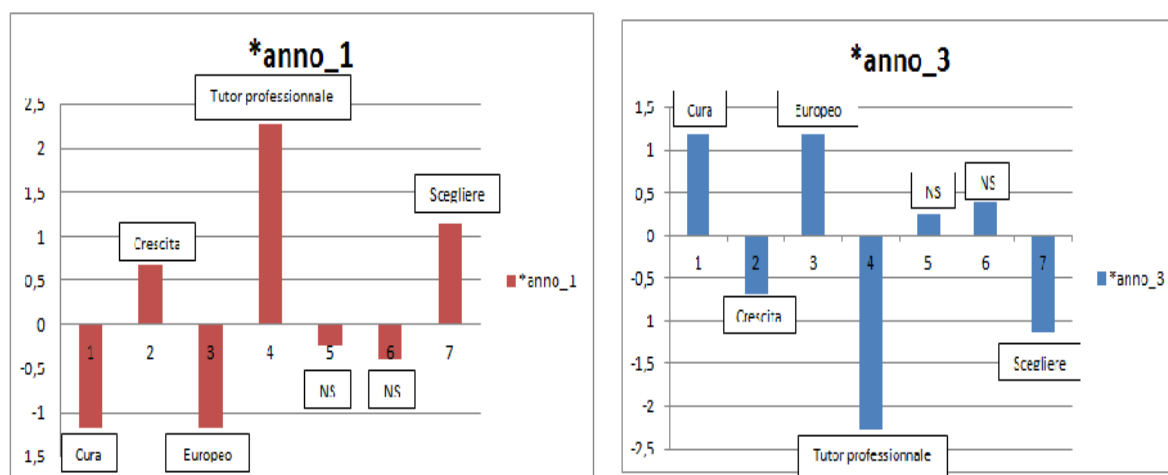 *anno_1
2,5
2
1,5
1
0,5
0
-0,5
-1
1,5
1
2
3
4
5
6
7
Cura
Crescita
Europeo
Tutor professionnale
NS
NS
Scegliere
*anno_1
*anno_3
1,5
1
0,5
0
-0,5
1
-1,5
-2
-2,5
1
2
3
4
5
6
7
Cura
Crescita
Europeo
Tutor professionnale
NS
NS
Scegliere
*anno_3